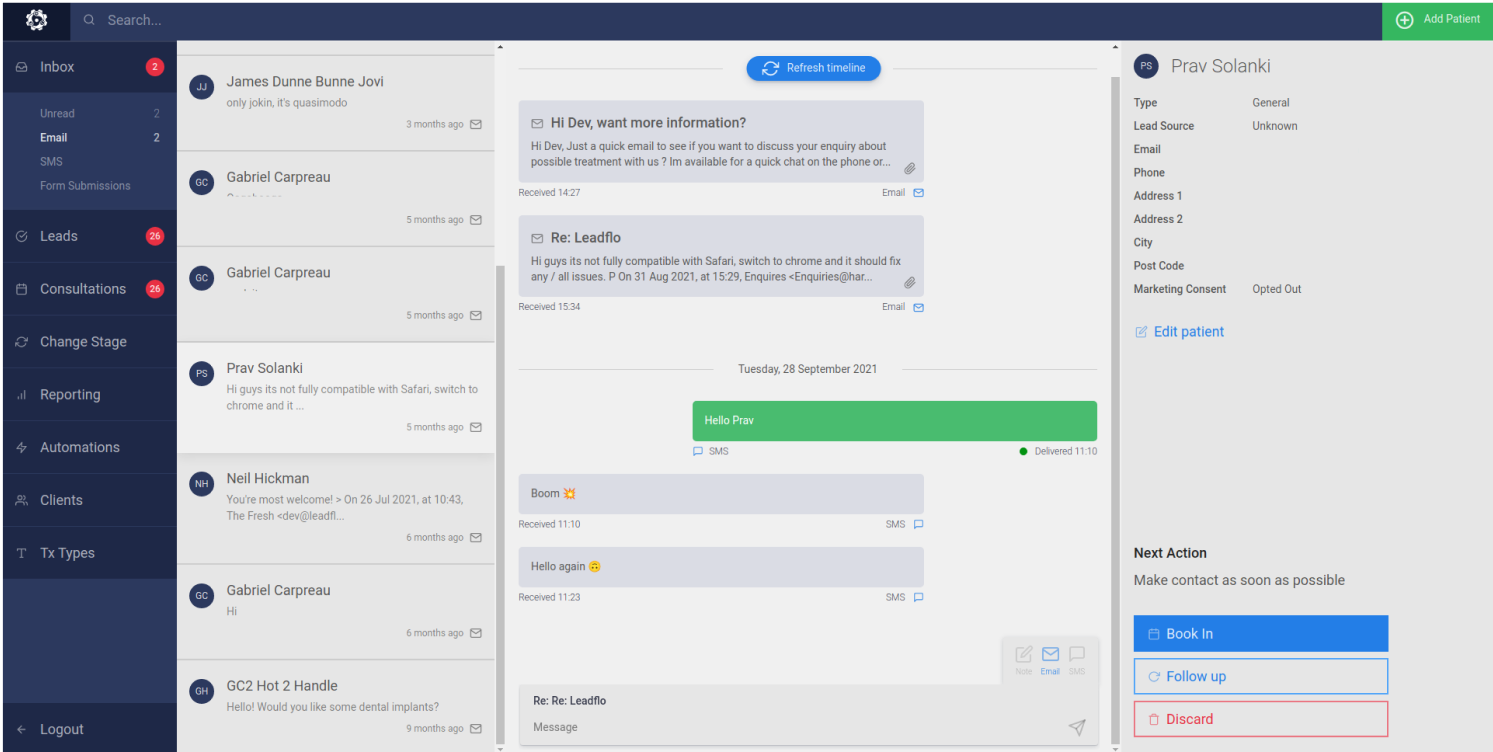 Search...
Add Patient
Inbox
2
Unread 2
Email 2
SMS
Form Submissions
Leads
26
Consultations
26
Change Stage
Reporting
Automations
Clients
Tx Types
Logout
JJ
James Dunne Bunne Jovi
only jokin, it's quasimodo
3 months ago
GC
Gabriel Carpreau
5 months ago
GC
Gabriel Carpreau
5 months ago
PS
Prav Solanki
Hi guys its not fully compatible with Safari, switch to
chrome and it ...
5 months ago
NH
Neil Hickman
You're most welcome! > On 26 Jul 2021, at 10:43,
The Fresh <dev@leadfl...
6 months ago
GC
Gabriel Carpreau
Hi
6 months ago
GH
GC2 Hot 2 Handle
Hello! Would you like some dental implants?
9 months ago
Refresh timeline
Hi Dev, want more information?
Hi Dev, Just a quick email to see if you want to discuss your enquiry about
possible treatment with us ? Im available for a quick chat on the phone or...
Received 14:27 Email
Re: Leadflo
Hi guys its not fully compatible with Safari, switch to chrome and it should fix
any / all issues. P On 31 Aug 2021, at 15:29, Enquires <Enquiries@har...
Received 15:34 Email
Tuesday, 28 September 2021
Hello Prav
SMS Delivered 11:10
Boom 💥
Received 11:10 SMS
Hello again 🙃
Received 11:23 SMS
Note Email SMS
Re: Re: Leadflo
Message
PS
Prav Solanki
Type General
Lead Source Unknown
Email
Phone
Address 1
Address 2
City
Post Code
Marketing Consent Opted Out
Edit patient
Next Action
Make contact as soon as possible
Book In
Follow up
Discard